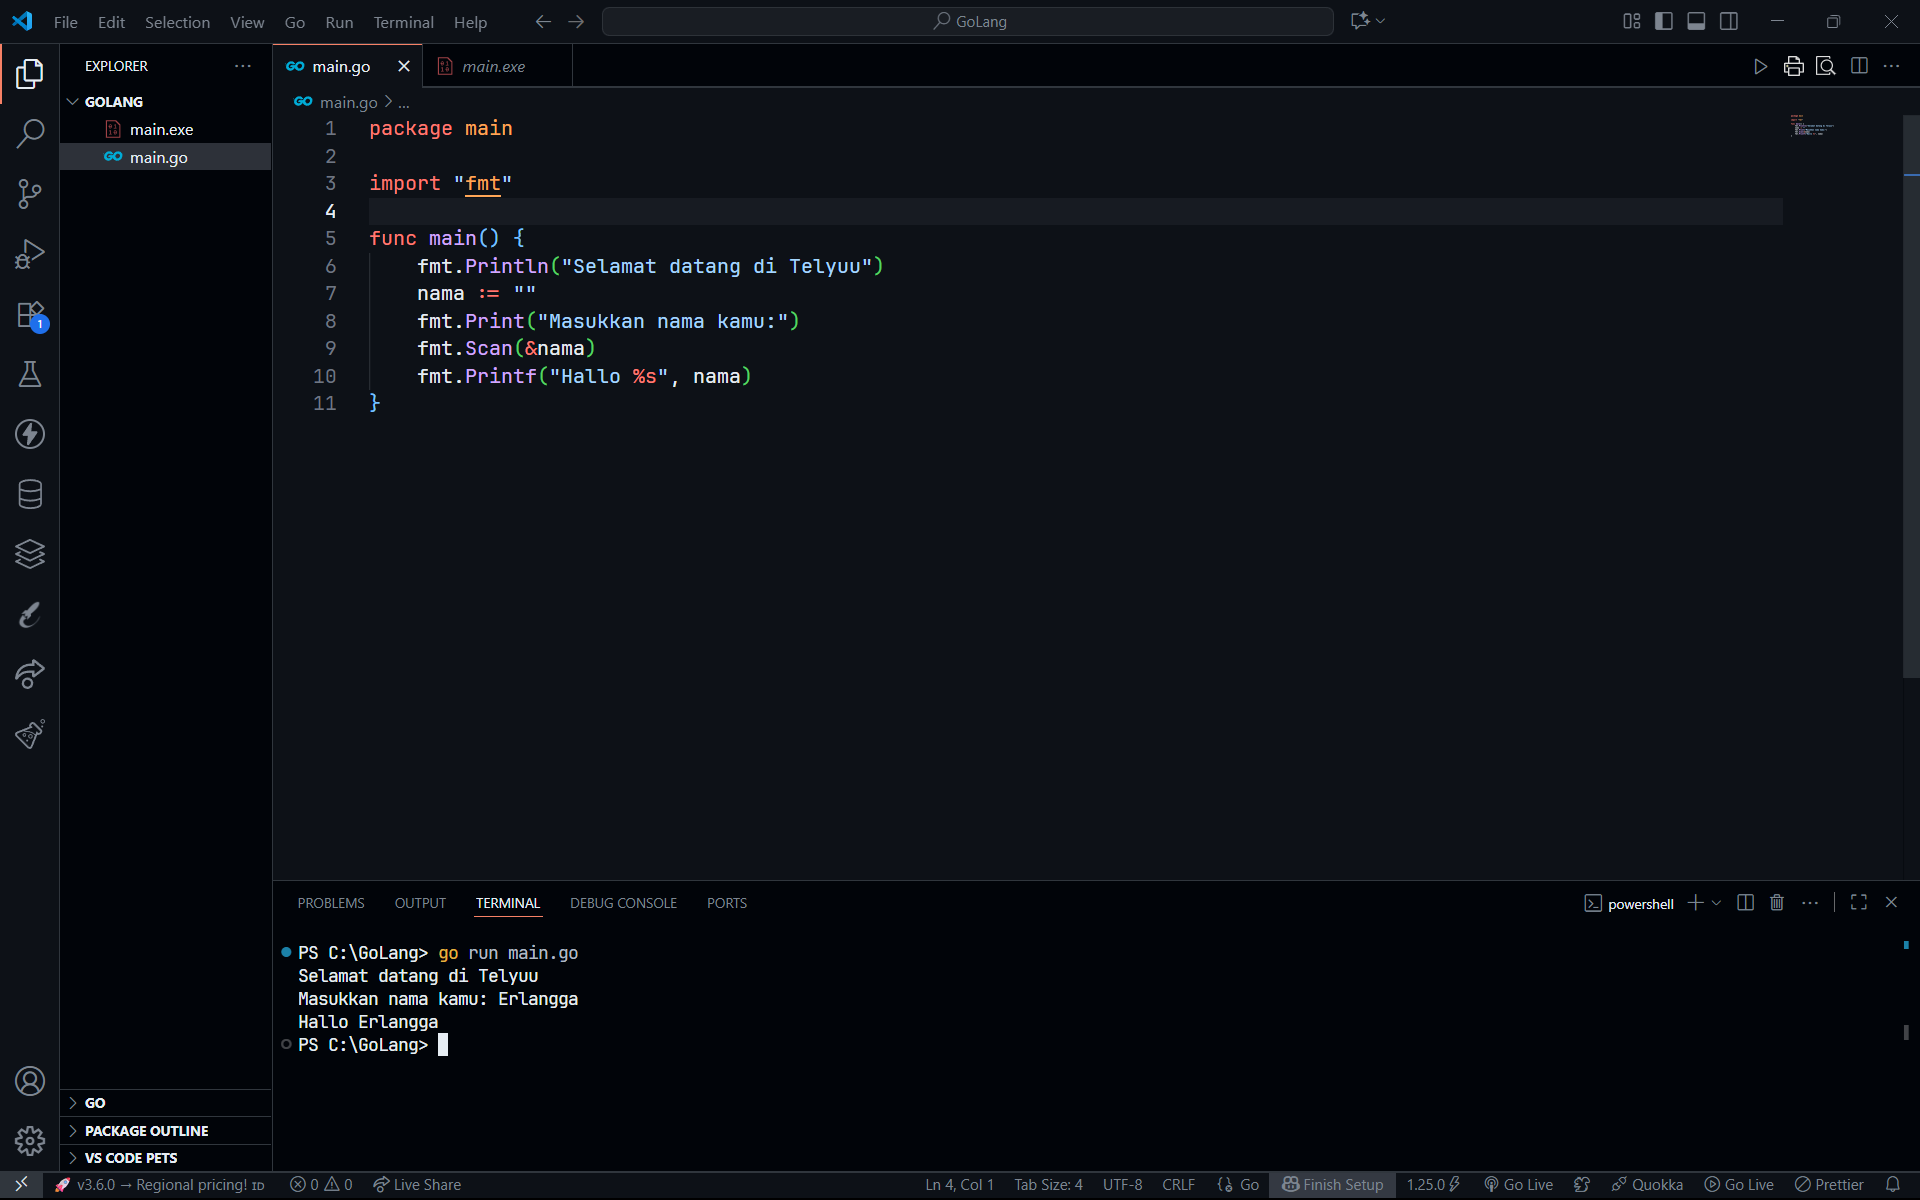 File Edit Selection View Go Run Terminal Help
GoLang
EXPLORER
GOLANG
main.exe
main.go
main.go
main.exe
main.go > ...
1 package main
2
3 import "fmt"
4
5 func main() {
6 fmt.Println("Selamat datang di Telyuu")
7 nama := ""
8 fmt.Print("Masukkan nama kamu:")
9 fmt.Scan(&nama)
10 fmt.Printf("Hallo %s", nama)
11 }
1
PROBLEMS OUTPUT TERMINAL DEBUG CONSOLE PORTS
powershell
PS C:\GoLang> go run main.go
Selamat datang di Telyuu
Masukkan nama kamu: Erlangga
Hallo Erlangga
PS C:\GoLang>
GO
PACKAGE OUTLINE
VS CODE PETS
v3.6.0 → Regional pricing! ID 0 0 Live Share Ln 4, Col 1 Tab Size: 4 UTF-8 CRLF Go Finish Setup 1.25.0 Go Live Quokka Go Live Prettier